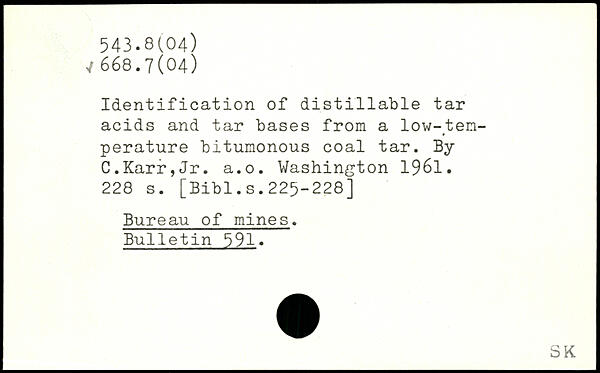 543.8(04)
✓ 668.7(04)
Identification of distillable tar
acids and tar bases from a low-tem-
perature bitumonous coal tar. By
C.Karr,Jr. a.o. Washington 1961.
228 s. [Bibl.s.225-228]
Bureau of mines.
Bulletin 591.
SK